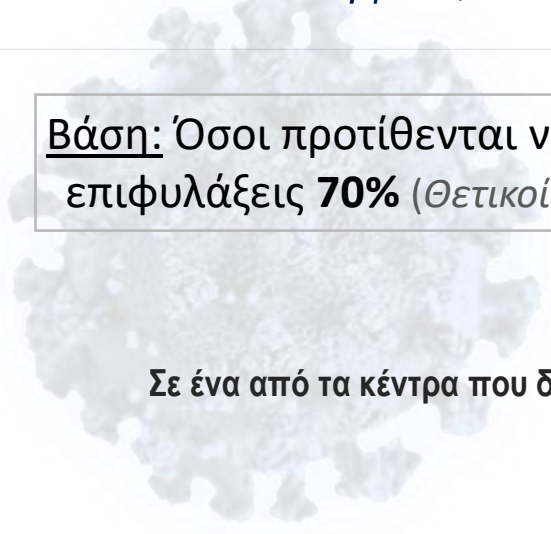 Βάση: Όσοι προτίθενται ν
επιφυλάξεις 70% (Θετικοί
Σε ένα από τα κέντρα που δ